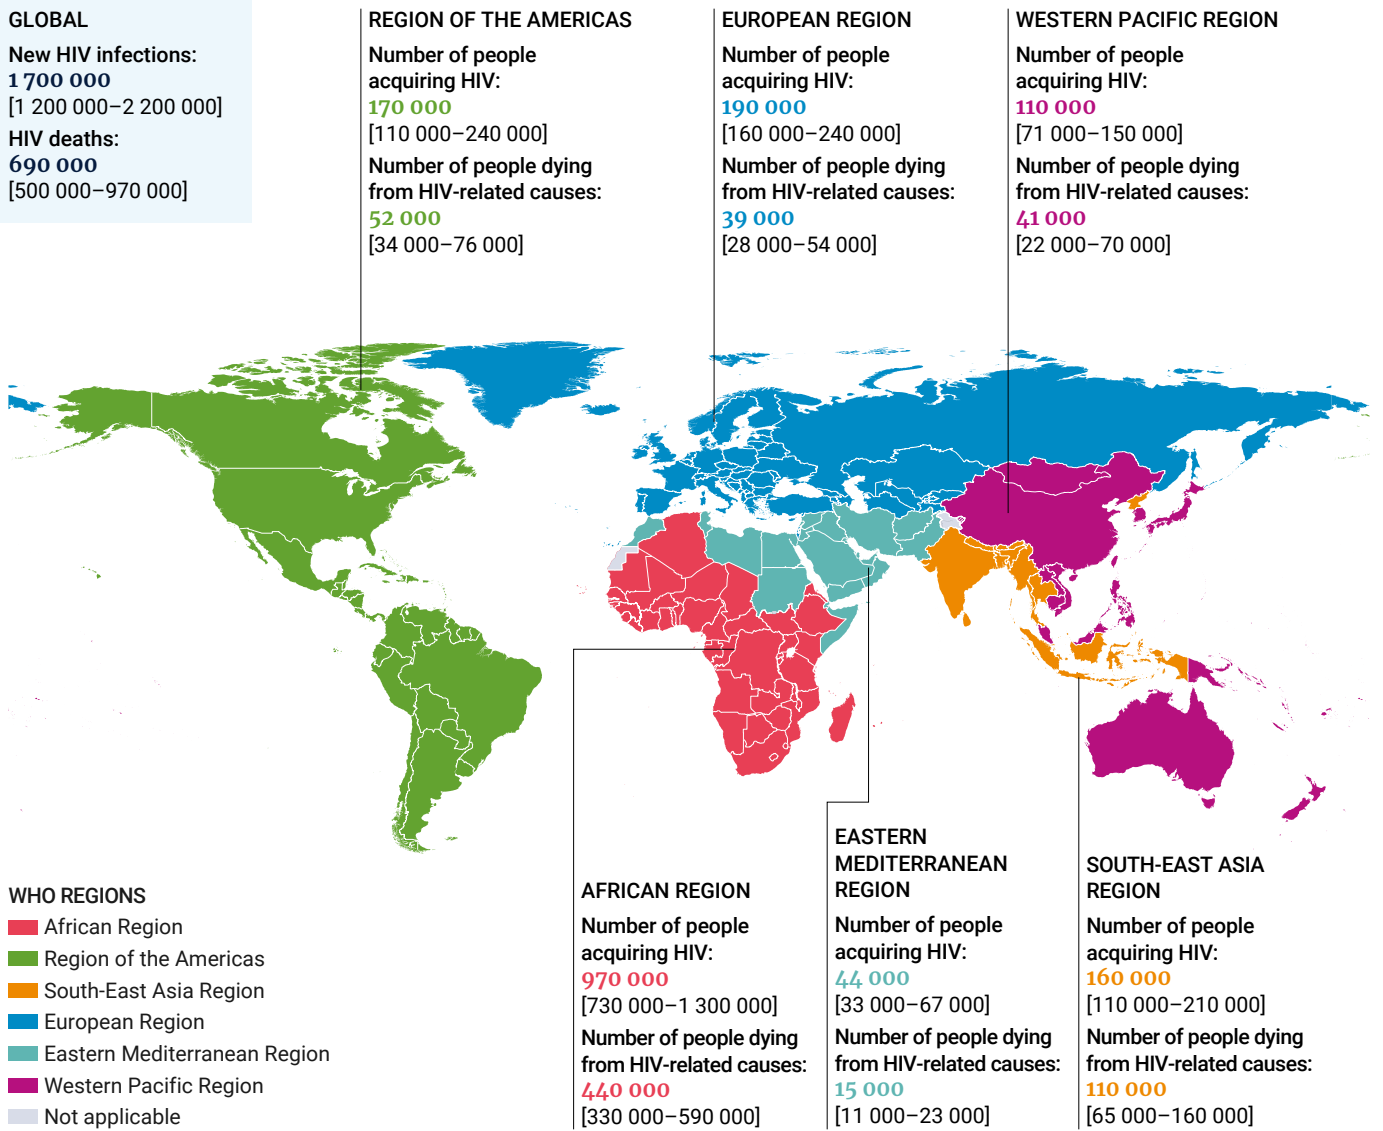 GLOBAL
New HIV infections:
1 700 000
[1 200 000–2 200 000]
HIV deaths:
690 000
[500 000–970 000]
REGION OF THE AMERICAS
Number of people
acquiring HIV:
170 000
[110 000–240 000]
Number of people dying
from HIV-related causes:
52 000
[34 000–76 000]
EUROPEAN REGION
Number of people
acquiring HIV:
190 000
[160 000–240 000]
Number of people dying
from HIV-related causes:
39 000
[28 000–54 000]
WESTERN PACIFIC REGION
Number of people
acquiring HIV:
110 000
[71 000–150 000]
Number of people dying
from HIV-related causes:
41 000
[22 000–70 000]
WHO REGIONS
African Region
Region of the Americas
South-East Asia Region
European Region
Eastern Mediterranean Region
Western Pacific Region
Not applicable
AFRICAN REGION
Number of people
acquiring HIV:
970 000
[730 000–1 300 000]
Number of people dying
from HIV-related causes:
440 000
[330 000–590 000]
EASTERN
MEDITERRANEAN
REGION
Number of people
acquiring HIV:
44 000
[33 000–67 000]
Number of people dying
from HIV-related causes:
15 000
[11 000–23 000]
SOUTH-EAST ASIA
REGION
Number of people
acquiring HIV:
160 000
[110 000–210 000]
Number of people dying
from HIV-related causes:
110 000
[65 000–160 000]